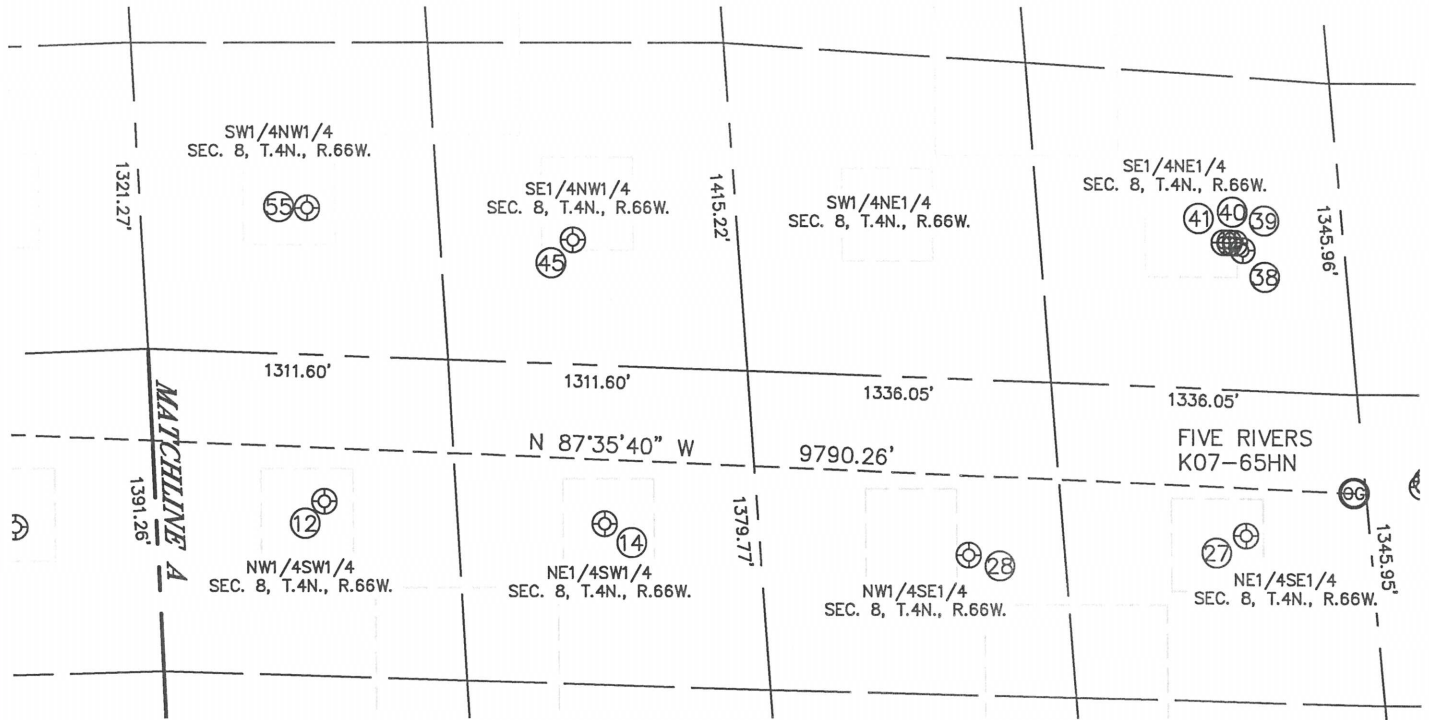 SW1/4NW1/4
SEC. 8, T.4N., R.66W.
1321.27'
55
SE1/4NW1/4
SEC. 8, T.4N., R.66W.
45
1415.22'
SW1/4NE1/4
SEC. 8, T.4N., R.66W.
SE1/4NE1/4
SEC. 8, T.4N., R.66W.
41
40
39
38
1345.96'
1311.60'
1311.60'
1336.05'
1336.05'
MATCHLINE A
N 87°35'40" W
9790.26'
FIVE RIVERS
K07-65HN
OG
1391.26'
12
NW1/4SW1/4
SEC. 8, T.4N., R.66W.
14
NE1/4SW1/4
SEC. 8, T.4N., R.66W.
1379.77'
28
NW1/4SE1/4
SEC. 8, T.4N., R.66W.
27
NE1/4SE1/4
SEC. 8, T.4N., R.66W.
1345.95'